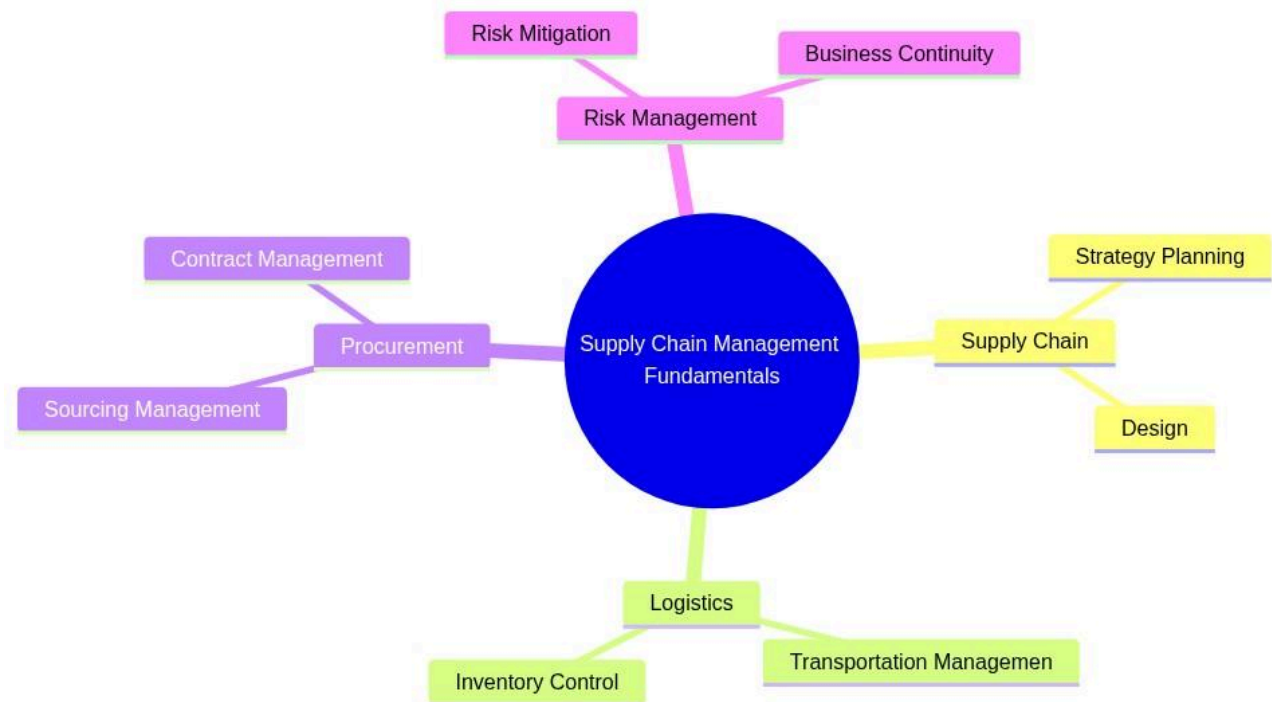 Risk Mitigation
Business Continuity
Risk Management
Contract Management
Strategy Planning
Procurement
Supply Chain Management
Fundamentals
Supply Chain
Sourcing Management
Design
Logistics
Inventory Control
Transportation Managemen